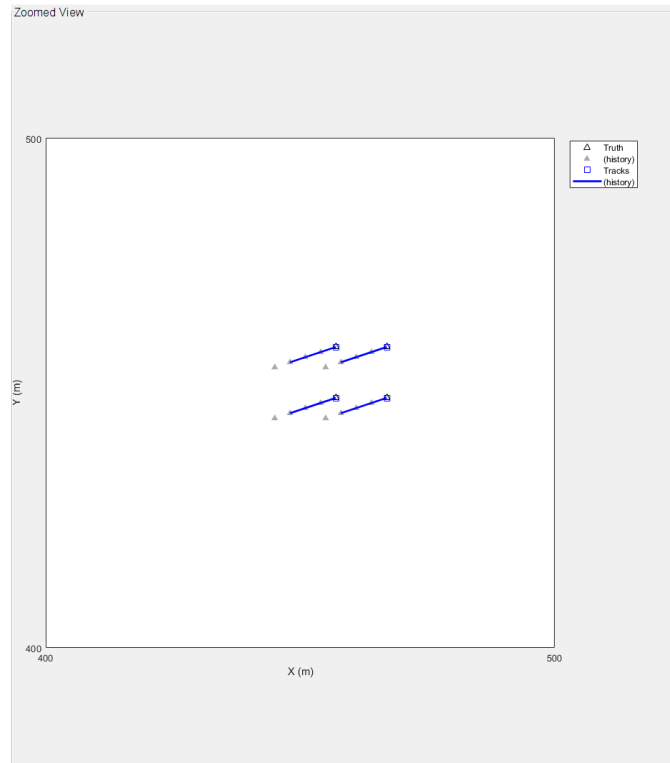 Zoomed View
500
Truth
(history)
Tracks
(history)
Y (m)
400
400
500
X (m)